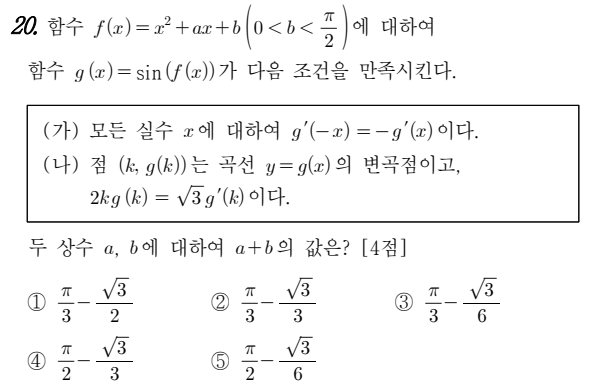 20. 함수 f(x)=x²+ax+b(0<b<π/2)에 대하여
함수 g(x)=sin(f(x))가 다음 조건을 만족시킨다.
(가) 모든 실수 x에 대하여 g′(−x)=−g′(x)이다.
(나) 점 (k, g(k))는 곡선 y=g(x)의 변곡점이고,
2kg(k)=√3g′(k)이다.
두 상수 a, b에 대하여 a+b의 값은? [4점]
① π/3−√3/2 ② π/3−√3/3 ③ π/3−√3/6
④ π/2−√3/3 ⑤ π/2−√3/6